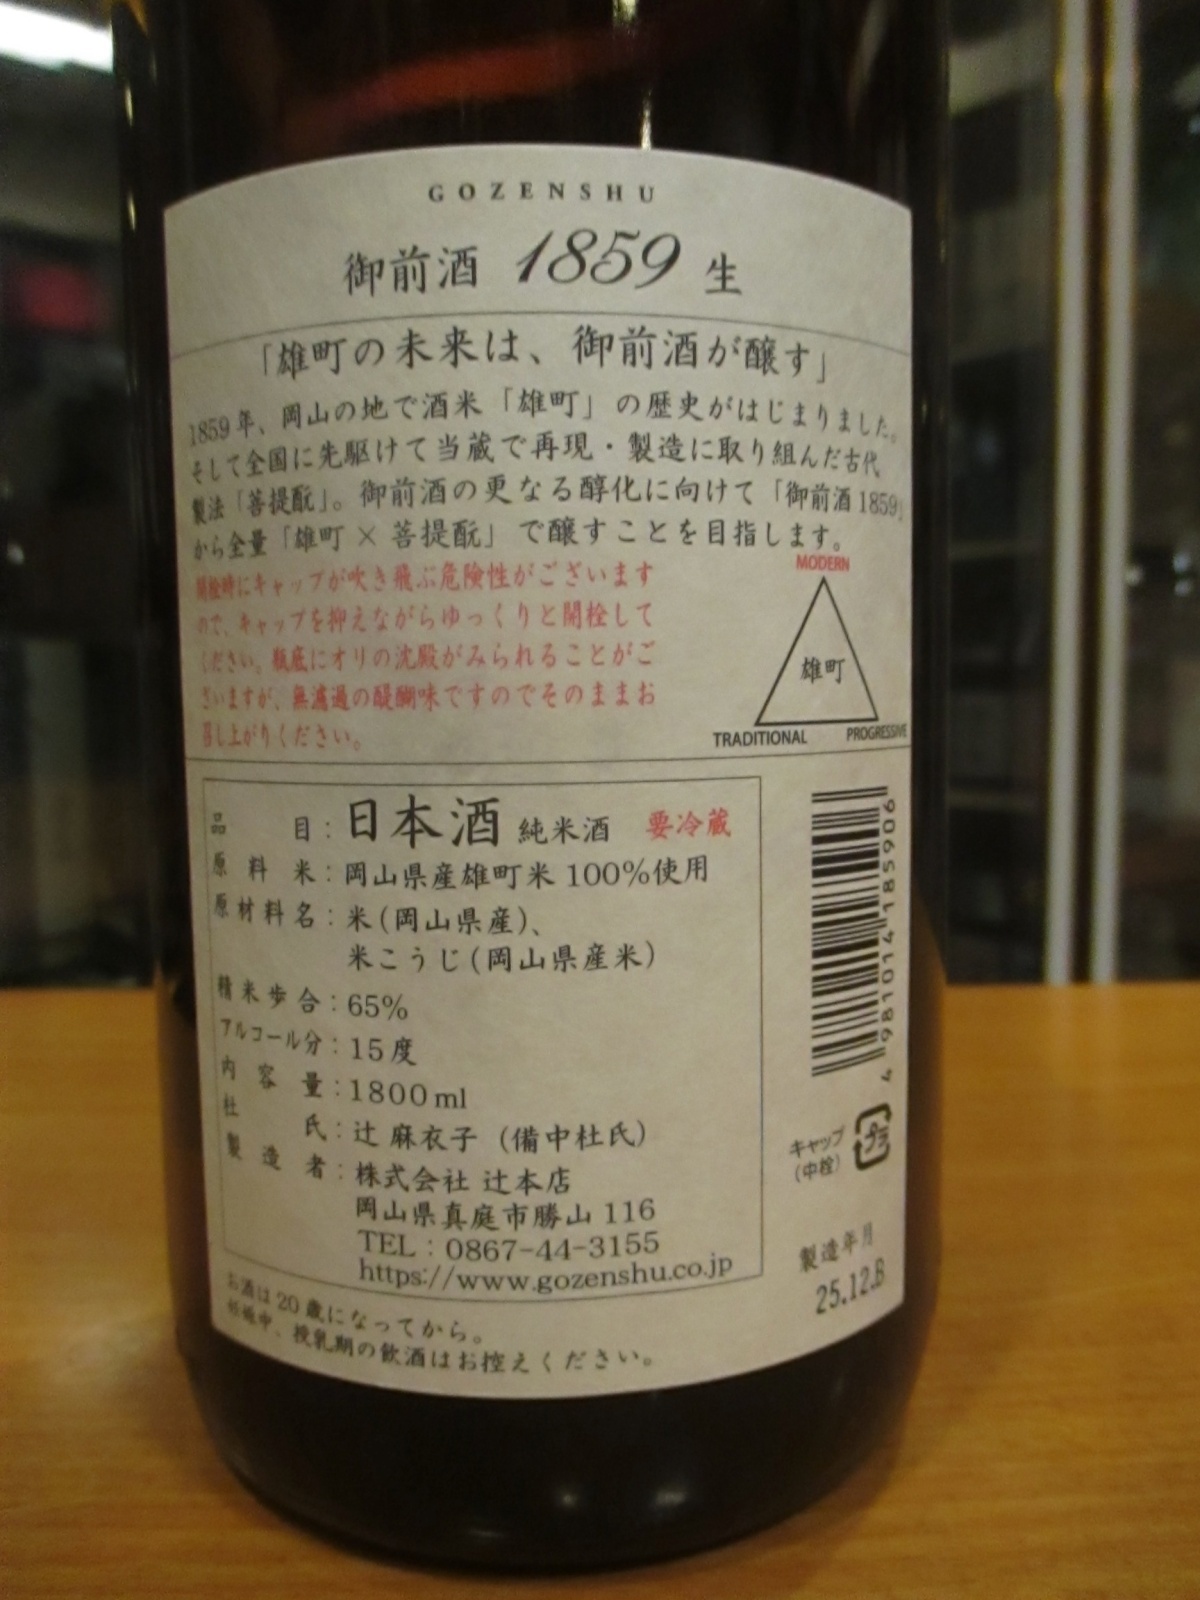 GOZENSHU
御前酒 1859 生
「雄町の未来は、御前酒が醸す」
1859年、岡山の地で酒米「雄町」の歴史がはじまりました。
そして全国に先駆けて当蔵で再現・製造に取り組んだ古代
製法「菩提酛」。御前酒の更なる醇化に向けて「御前酒1859」
から全量「雄町×菩提酛」で醸すことを目指します。
開栓時にキャップが吹き飛ぶ危険性がございます
ので、キャップを抑えながらゆっくりと開栓して
ください。瓶底にオリの沈殿がみられることがご
ざいますが、無濾過の醍醐味ですのでそのままお
召し上がりください。
MODERN
雄町
TRADITIONAL PROGRESSIVE
品目：日本酒 純米酒 要冷蔵
原料米：岡山県産雄町米100%使用
原材料名：米(岡山県産)、
米こうじ(岡山県産米)
精米歩合：65%
アルコール分：15度
内容量：1800ml
杜氏：辻 麻衣子（備中杜氏）
製造者：株式会社 辻本店
岡山県真庭市勝山116
TEL：0867-44-3155
https://www.gozenshu.co.jp
お酒は20歳になってから。
妊娠中、授乳期の飲酒はお控えください。
4 981014 185906
キャップ
(中栓)
プラ
製造年月
25.12.B